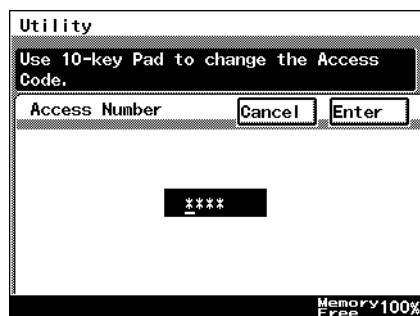 Utility
Use 10-key Pad to change the Access
Code.
Access Number Cancel Enter
****
Memory
Free 100%